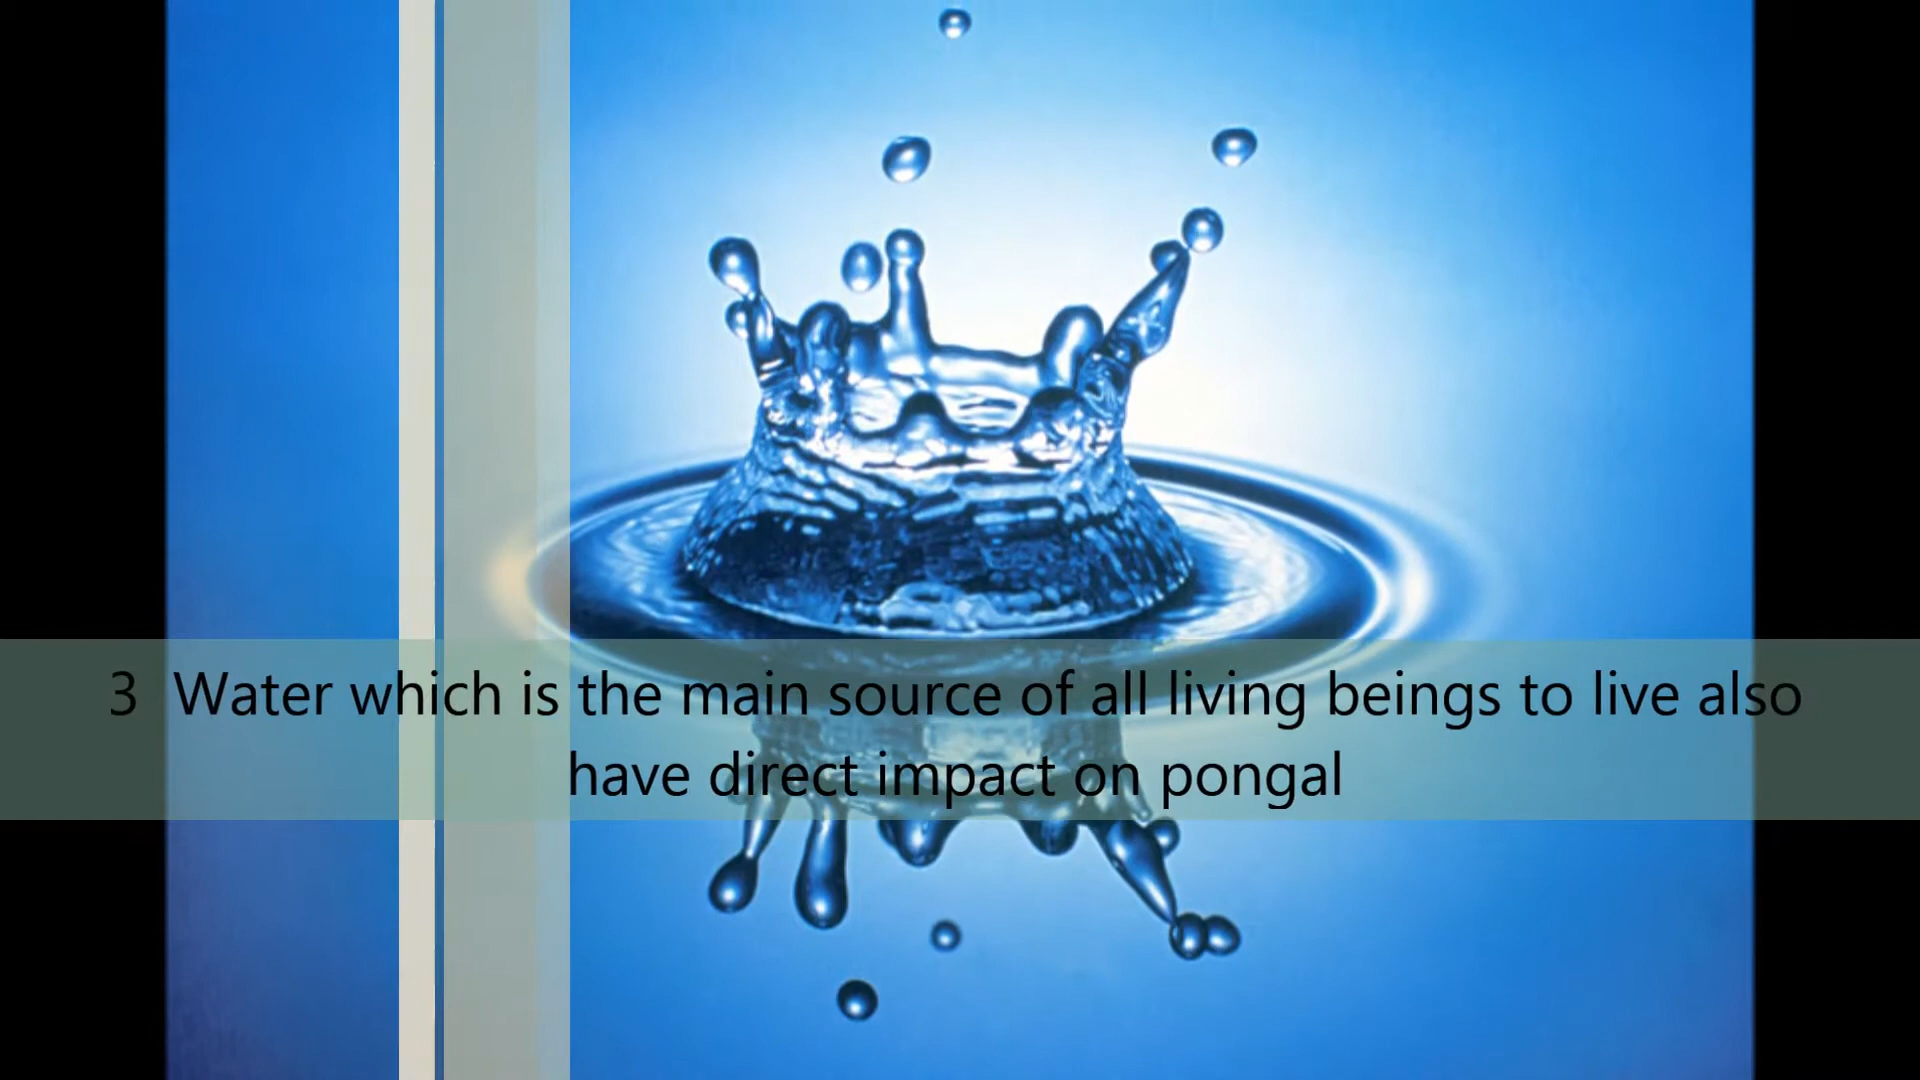 3 Water which is the main source of all living beings to live also
have direct impact on pongal